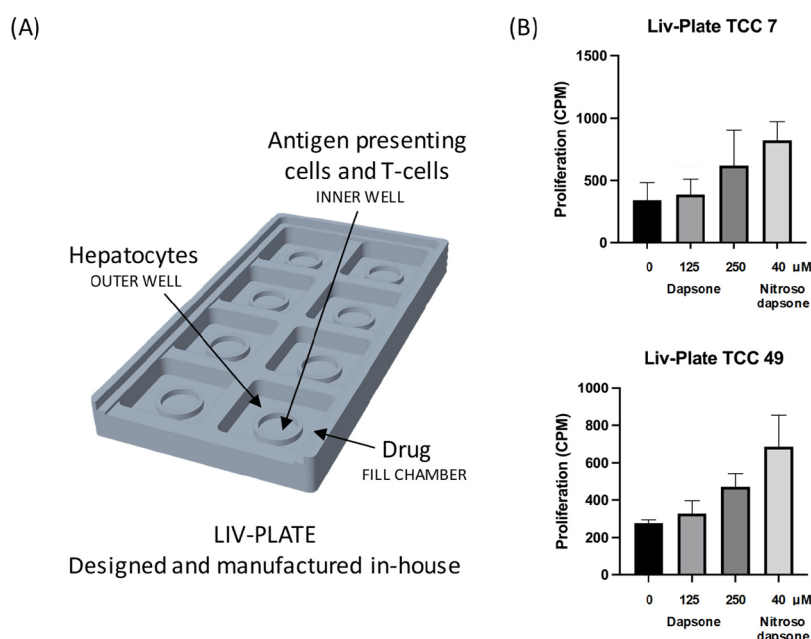 (A)
Antigen presenting
cells and T-cells
INNER WELL
Hepatocytes
OUTER WELL
Drug
FILL CHAMBER
LIV-PLATE
Designed and manufactured in-house
(B)
Liv-Plate TCC 7
Proliferation (CPM)
1500
1000
500
0
0 125 250 40 µM
Dapsone Nitroso
dapsone
Liv-Plate TCC 49
Proliferation (CPM)
1000
800
600
400
200
0
0 125 250 40 µM
Dapsone Nitroso
dapsone